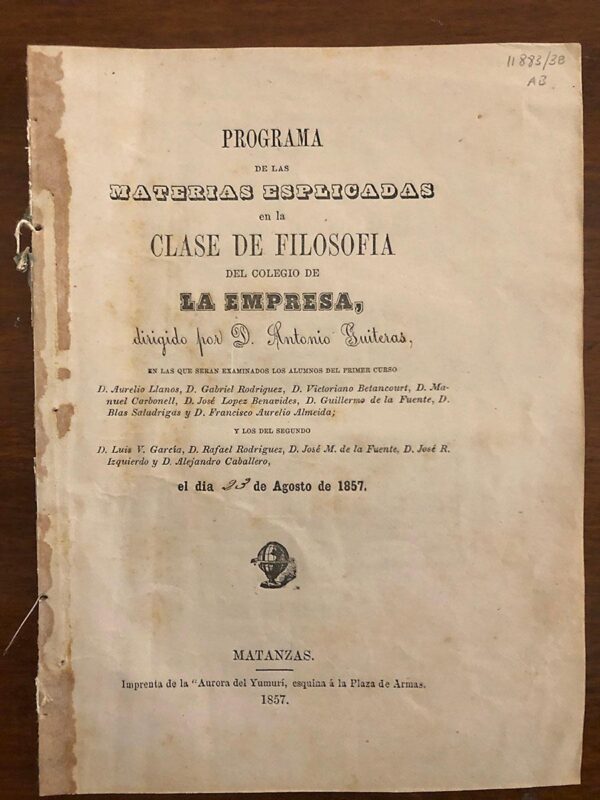 11883/3B
AB
PROGRAMA
DE LAS
MATERIAS ESPLICADAS
en la
CLASE DE FILOSOFIA
DEL COLEGIO DE
LA EMPRESA,
dirigido por D. Antonio Guiteras,
EN LAS QUE SERAN EXAMINADOS LOS ALUMNOS DEL PRIMER CURSO
D. Aurelio Llanos, D. Gabriel Rodriguez, D. Victoriano Betancourt, D. Ma-
nuel Carbonell, D. José Lopez Benavides, D. Guillermo de la Fuente, D.
Blas Saladrigas y D. Francisco Aurelio Almeida;
Y LOS DEL SEGUNDO
D. Luis V. García, D. Rafael Rodriguez, D. José M. de la Fuente, D. José R.
Izquierdo y D. Alejandro Caballero,
el dia 23 de Agosto de 1857.
MATANZAS.
Imprenta de la "Aurora del Yumurí, esquina á la Plaza de Armas.
1857.